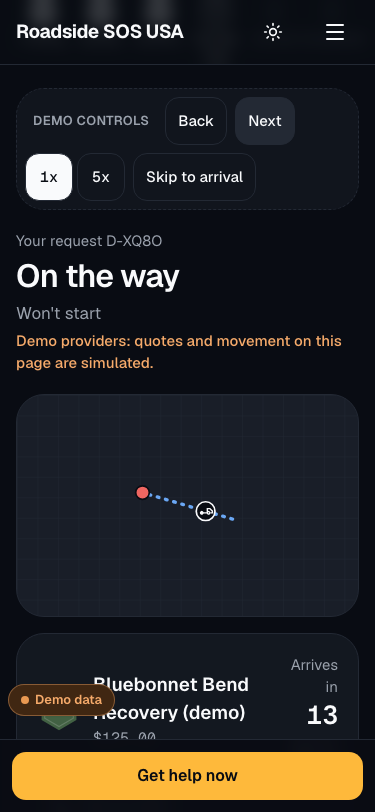 Roadside SOS USA
DEMO CONTROLS
Back
Next
1x
5x
Skip to arrival
Your request D-XQ8O
On the way
Won't start
Demo providers: quotes and movement on this
page are simulated.
Arrives
in
Bluebonnet Bend
Recovery (demo)
13
Demo data
$125.00
Get help now